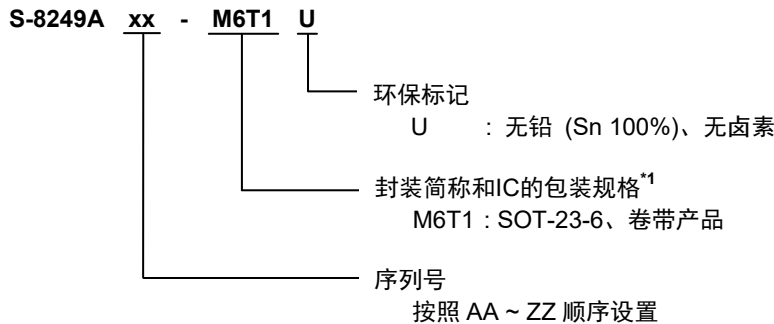 S-8249A xx - M6T1 U
环保标记
U : 无铅 (Sn 100%)、无卤素
封装简称和IC的包装规格*1
M6T1 : SOT-23-6、卷带产品
序列号
按照 AA ~ ZZ 顺序设置